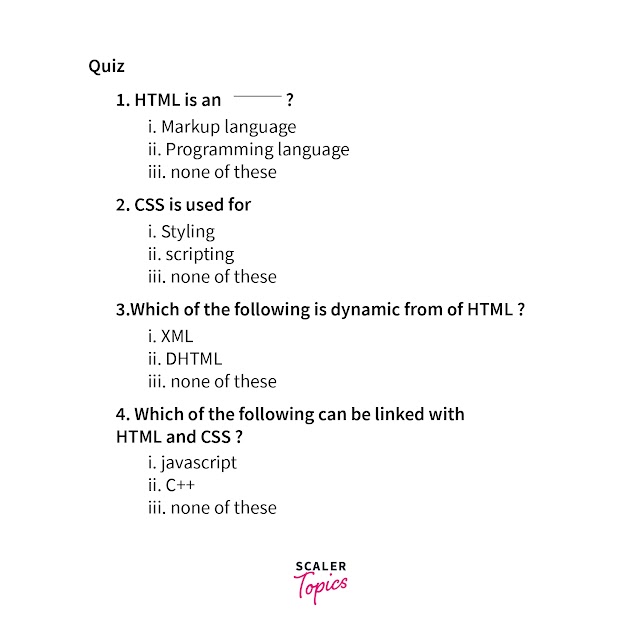 Quiz
1. HTML is an _____ ?
i. Markup language
ii. Programming language
iii. none of these
2. CSS is used for
i. Styling
ii. scripting
iii. none of these
3.Which of the following is dynamic from of HTML ?
i. XML
ii. DHTML
iii. none of these
4. Which of the following can be linked with
HTML and CSS ?
i. javascript
ii. C++
iii. none of these
SCALER
Topics